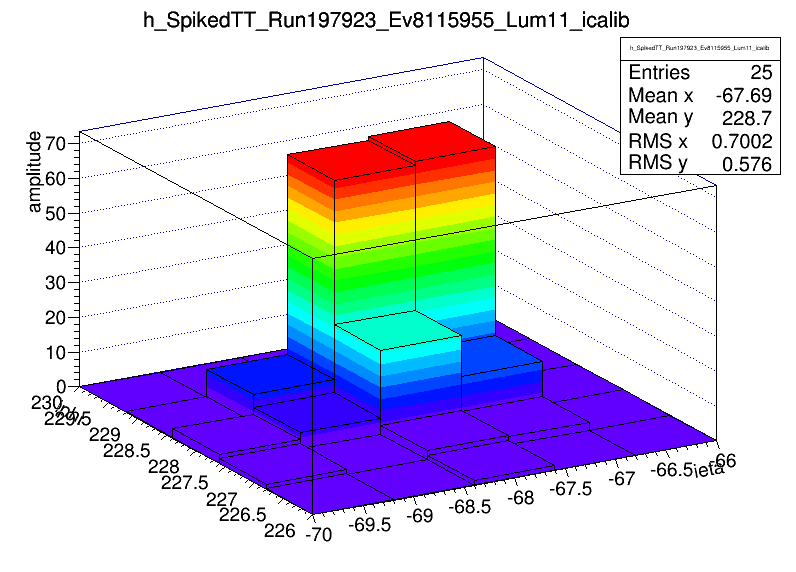 h_SpikedTT_Run197923_Ev8115955_Lum11_icalib
h_SpikedTT_Run197923_Ev8115955_Lum11_icalib
Entries 25
Mean x -67.69
Mean y 228.7
RMS x 0.7002
RMS y 0.576
amplitude
70
60
50
40
30
20
10
0
230
229.5
229
228.5
228
227.5
227
226.5
226
-70
-69.5
-69
-68.5
-68
-67.5
-67
-66.5
-66
ieta